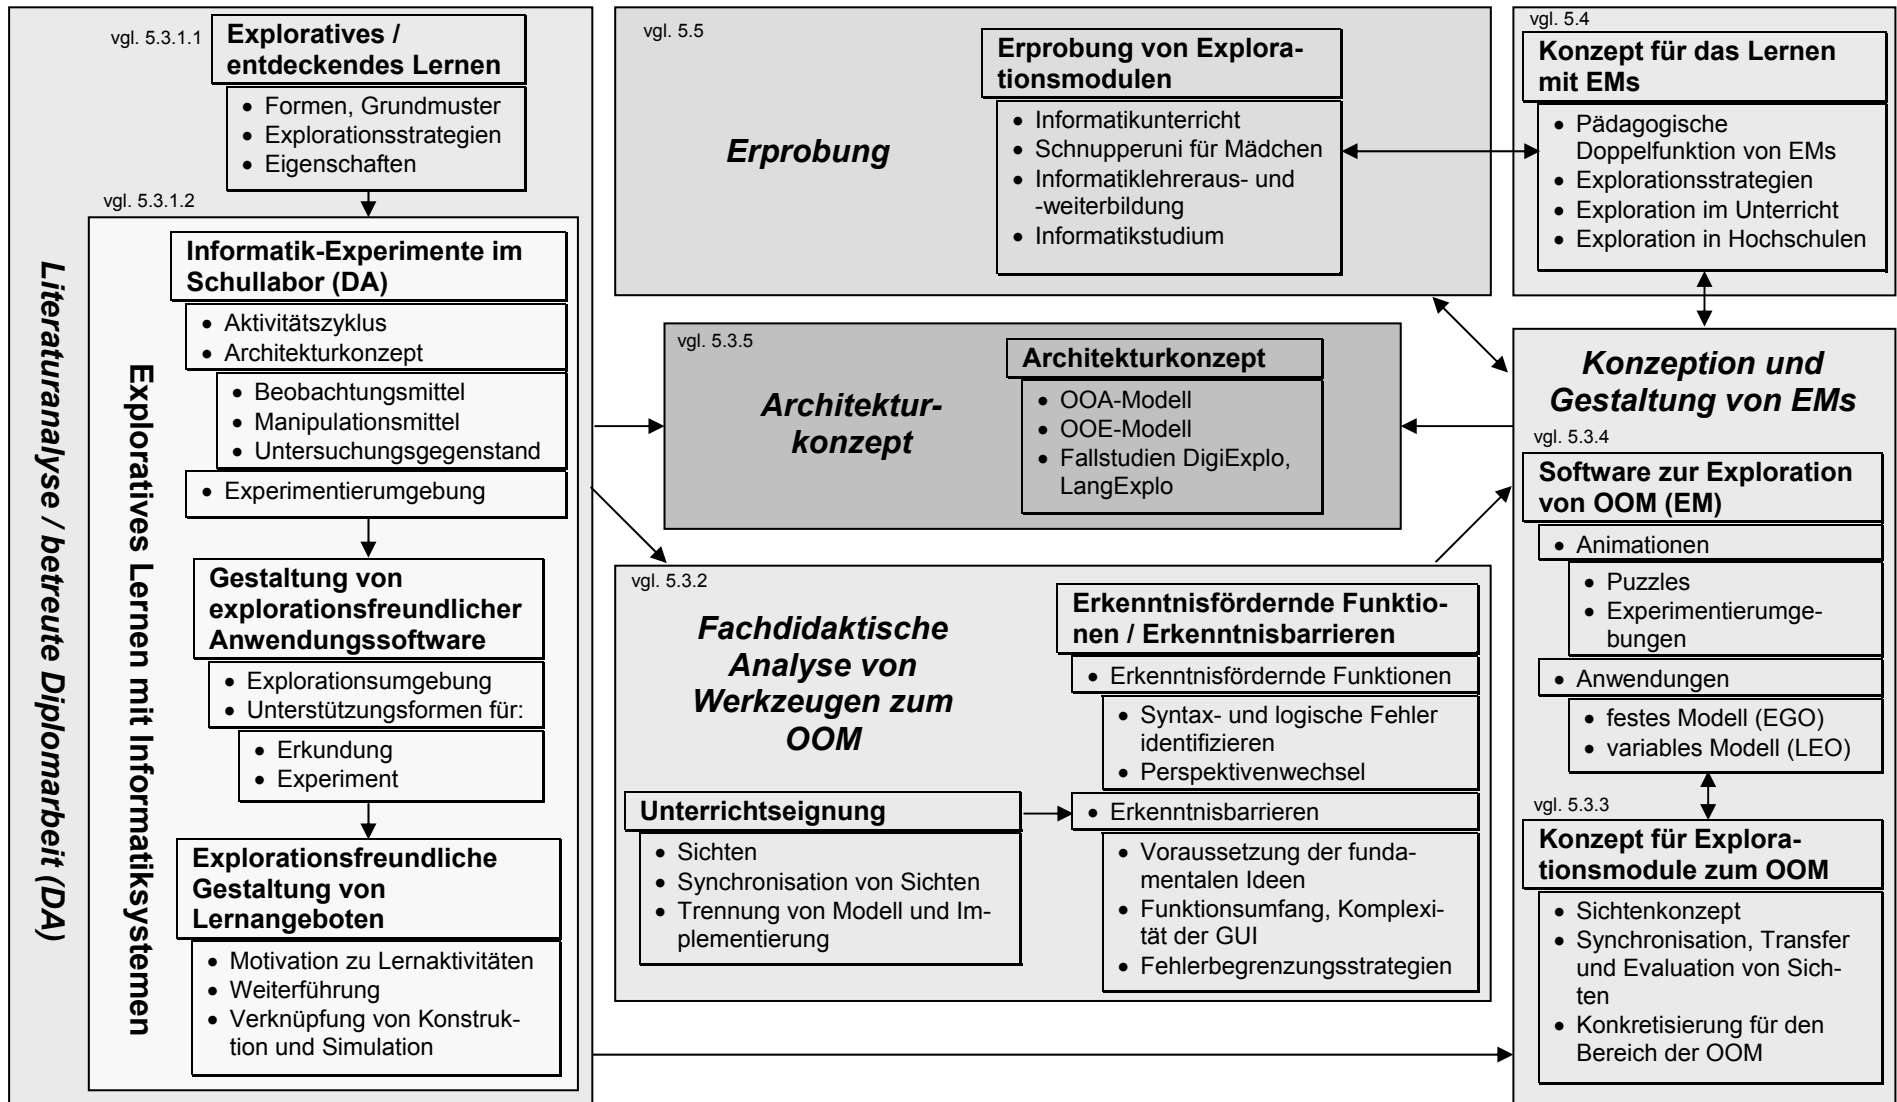 Literaturanalyse / betreute Diplomarbeit (DA)
vgl. 5.3.1.1
Exploratives /
entdeckendes Lernen
• Formen, Grundmuster
• Explorationsstrategien
• Eigenschaften
vgl. 5.3.1.2
Exploratives Lernen mit Informatiksystemen
Informatik-Experimente im
Schullabor (DA)
• Aktivitätszyklus
• Architekturkonzept
• Beobachtungsmittel
• Manipulationsmittel
• Untersuchungsgegenstand
• Experimentierumgebung
Gestaltung von
explorationsfreundlicher
Anwendungssoftware
• Explorationsumgebung
• Unterstützungsformen für:
• Erkundung
• Experiment
Explorationsfreundliche
Gestaltung von
Lernangeboten
• Motivation zu Lernaktivitäten
• Weiterführung
• Verknüpfung von Konstruk-
tion und Simulation
vgl. 5.5
Erprobung
Erprobung von Explora-
tionsmodulen
• Informatikunterricht
• Schnupperuni für Mädchen
• Informatiklehreraus- und
-weiterbildung
• Informatikstudium
vgl. 5.3.5
Architektur-
konzept
Architekturkonzept
• OOA-Modell
• OOE-Modell
• Fallstudien DigiExplo,
LangExplo
vgl. 5.3.2
Fachdidaktische
Analyse von
Werkzeugen zum
OOM
Unterrichtseignung
• Sichten
• Synchronisation von Sichten
• Trennung von Modell und Im-
plementierung
Erkenntnisfördernde Funktio-
nen / Erkenntnisbarrieren
• Erkenntnisfördernde Funktionen
• Syntax- und logische Fehler
identifizieren
• Perspektivenwechsel
• Erkenntnisbarrieren
• Voraussetzung der funda-
mentalen Ideen
• Funktionsumfang, Komplexi-
tät der GUI
• Fehlerbegrenzungsstrategien
vgl. 5.4
Konzept für das Lernen
mit EMs
• Pädagogische
Doppelfunktion von EMs
• Explorationsstrategien
• Exploration im Unterricht
• Exploration in Hochschulen
Konzeption und
Gestaltung von EMs
vgl. 5.3.4
Software zur Exploration
von OOM (EM)
• Animationen
• Puzzles
• Experimentierumge-
bungen
• Anwendungen
• festes Modell (EGO)
• variables Modell (LEO)
vgl. 5.3.3
Konzept für Explora-
tionsmodule zum OOM
• Sichtenkonzept
• Synchronisation, Transfer
und Evaluation von Sich-
ten
• Konkretisierung für den
Bereich der OOM